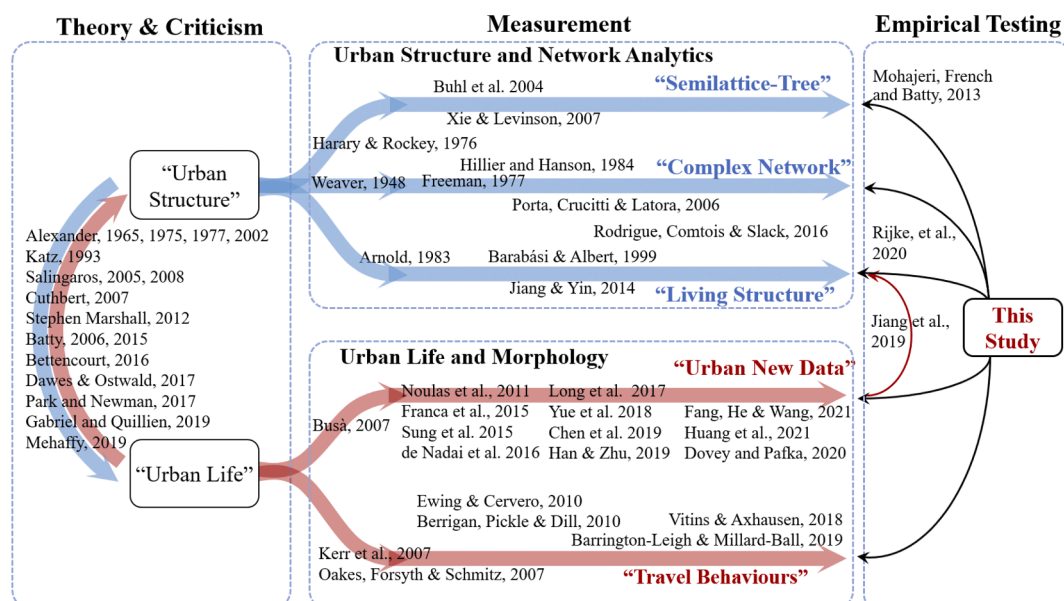 Theory & Criticism
Measurement
Empirical Testing
“Urban
Structure”
Alexander, 1965, 1975, 1977, 2002
Katz, 1993
Salingaros, 2005, 2008
Cuthbert, 2007
Stephen Marshall, 2012
Batty, 2006, 2015
Bettencourt, 2016
Dawes & Ostwald, 2017
Park and Newman, 2017
Gabriel and Quillien, 2019
Mehaffy, 2019
“Urban Life”
Urban Structure and Network Analytics
Buhl et al. 2004
“Semilattice-Tree”
Xie & Levinson, 2007
Harary & Rockey, 1976
Hillier and Hanson, 1984
“Complex Network”
Weaver, 1948
Freeman, 1977
Porta, Crucitti & Latora, 2006
Rodrigue, Comtois & Slack, 2016
Arnold, 1983
Barabási & Albert, 1999
Jiang & Yin, 2014
“Living Structure”
Urban Life and Morphology
“Urban New Data”
Noulas et al., 2011
Long et al.  2017
Franca et al., 2015
Yue et al. 2018
Fang, He & Wang, 2021
Busà, 2007
Sung et al. 2015
Chen et al. 2019
Huang et al., 2021
de Nadai et al. 2016
Han & Zhu, 2019
Dovey and Pafka, 2020
Ewing & Cervero, 2010
Berrigan, Pickle & Dill, 2010
Vitins & Axhausen, 2018
Barrington-Leigh & Millard-Ball, 2019
Kerr et al., 2007
Oakes, Forsyth & Schmitz, 2007
“Travel Behaviours”
Mohajeri, French
and Batty, 2013
Rijke, et al.,
2020
Jiang et al.,
2019
This
Study